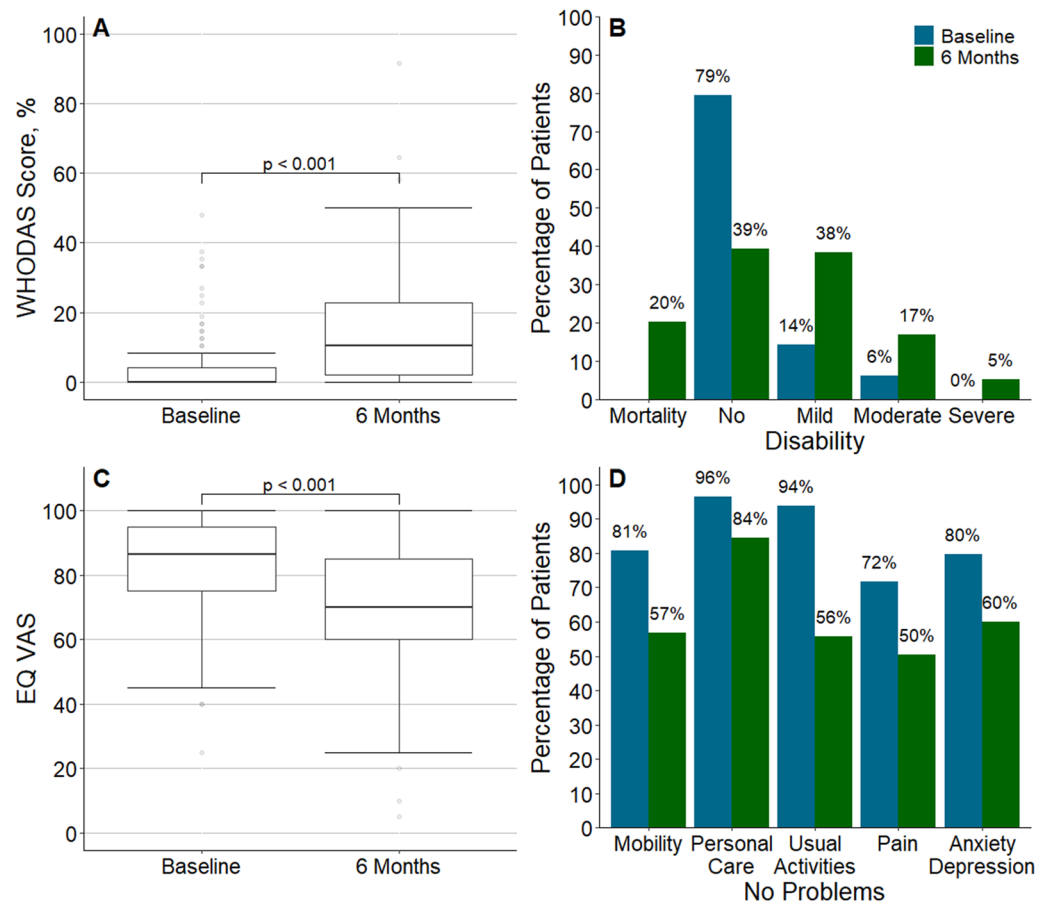 A
WHODAS Score, %
100
80
60
40
20
0
p < 0.001
Baseline
6 Months
B
Percentage of Patients
100
90
80
70
60
50
40
30
20
10
0
Baseline
6 Months
20%
79%
39%
14%
38%
6%
17%
0%
5%
Mortality
No
Mild
Moderate
Severe
Disability
C
EQ VAS
100
80
60
40
20
0
p < 0.001
Baseline
6 Months
D
Percentage of Patients
100
90
80
70
60
50
40
30
20
10
0
81%
57%
96%
84%
94%
56%
72%
50%
80%
60%
Mobility
Personal
Care
Usual
Activities
Pain
Anxiety
Depression
No Problems